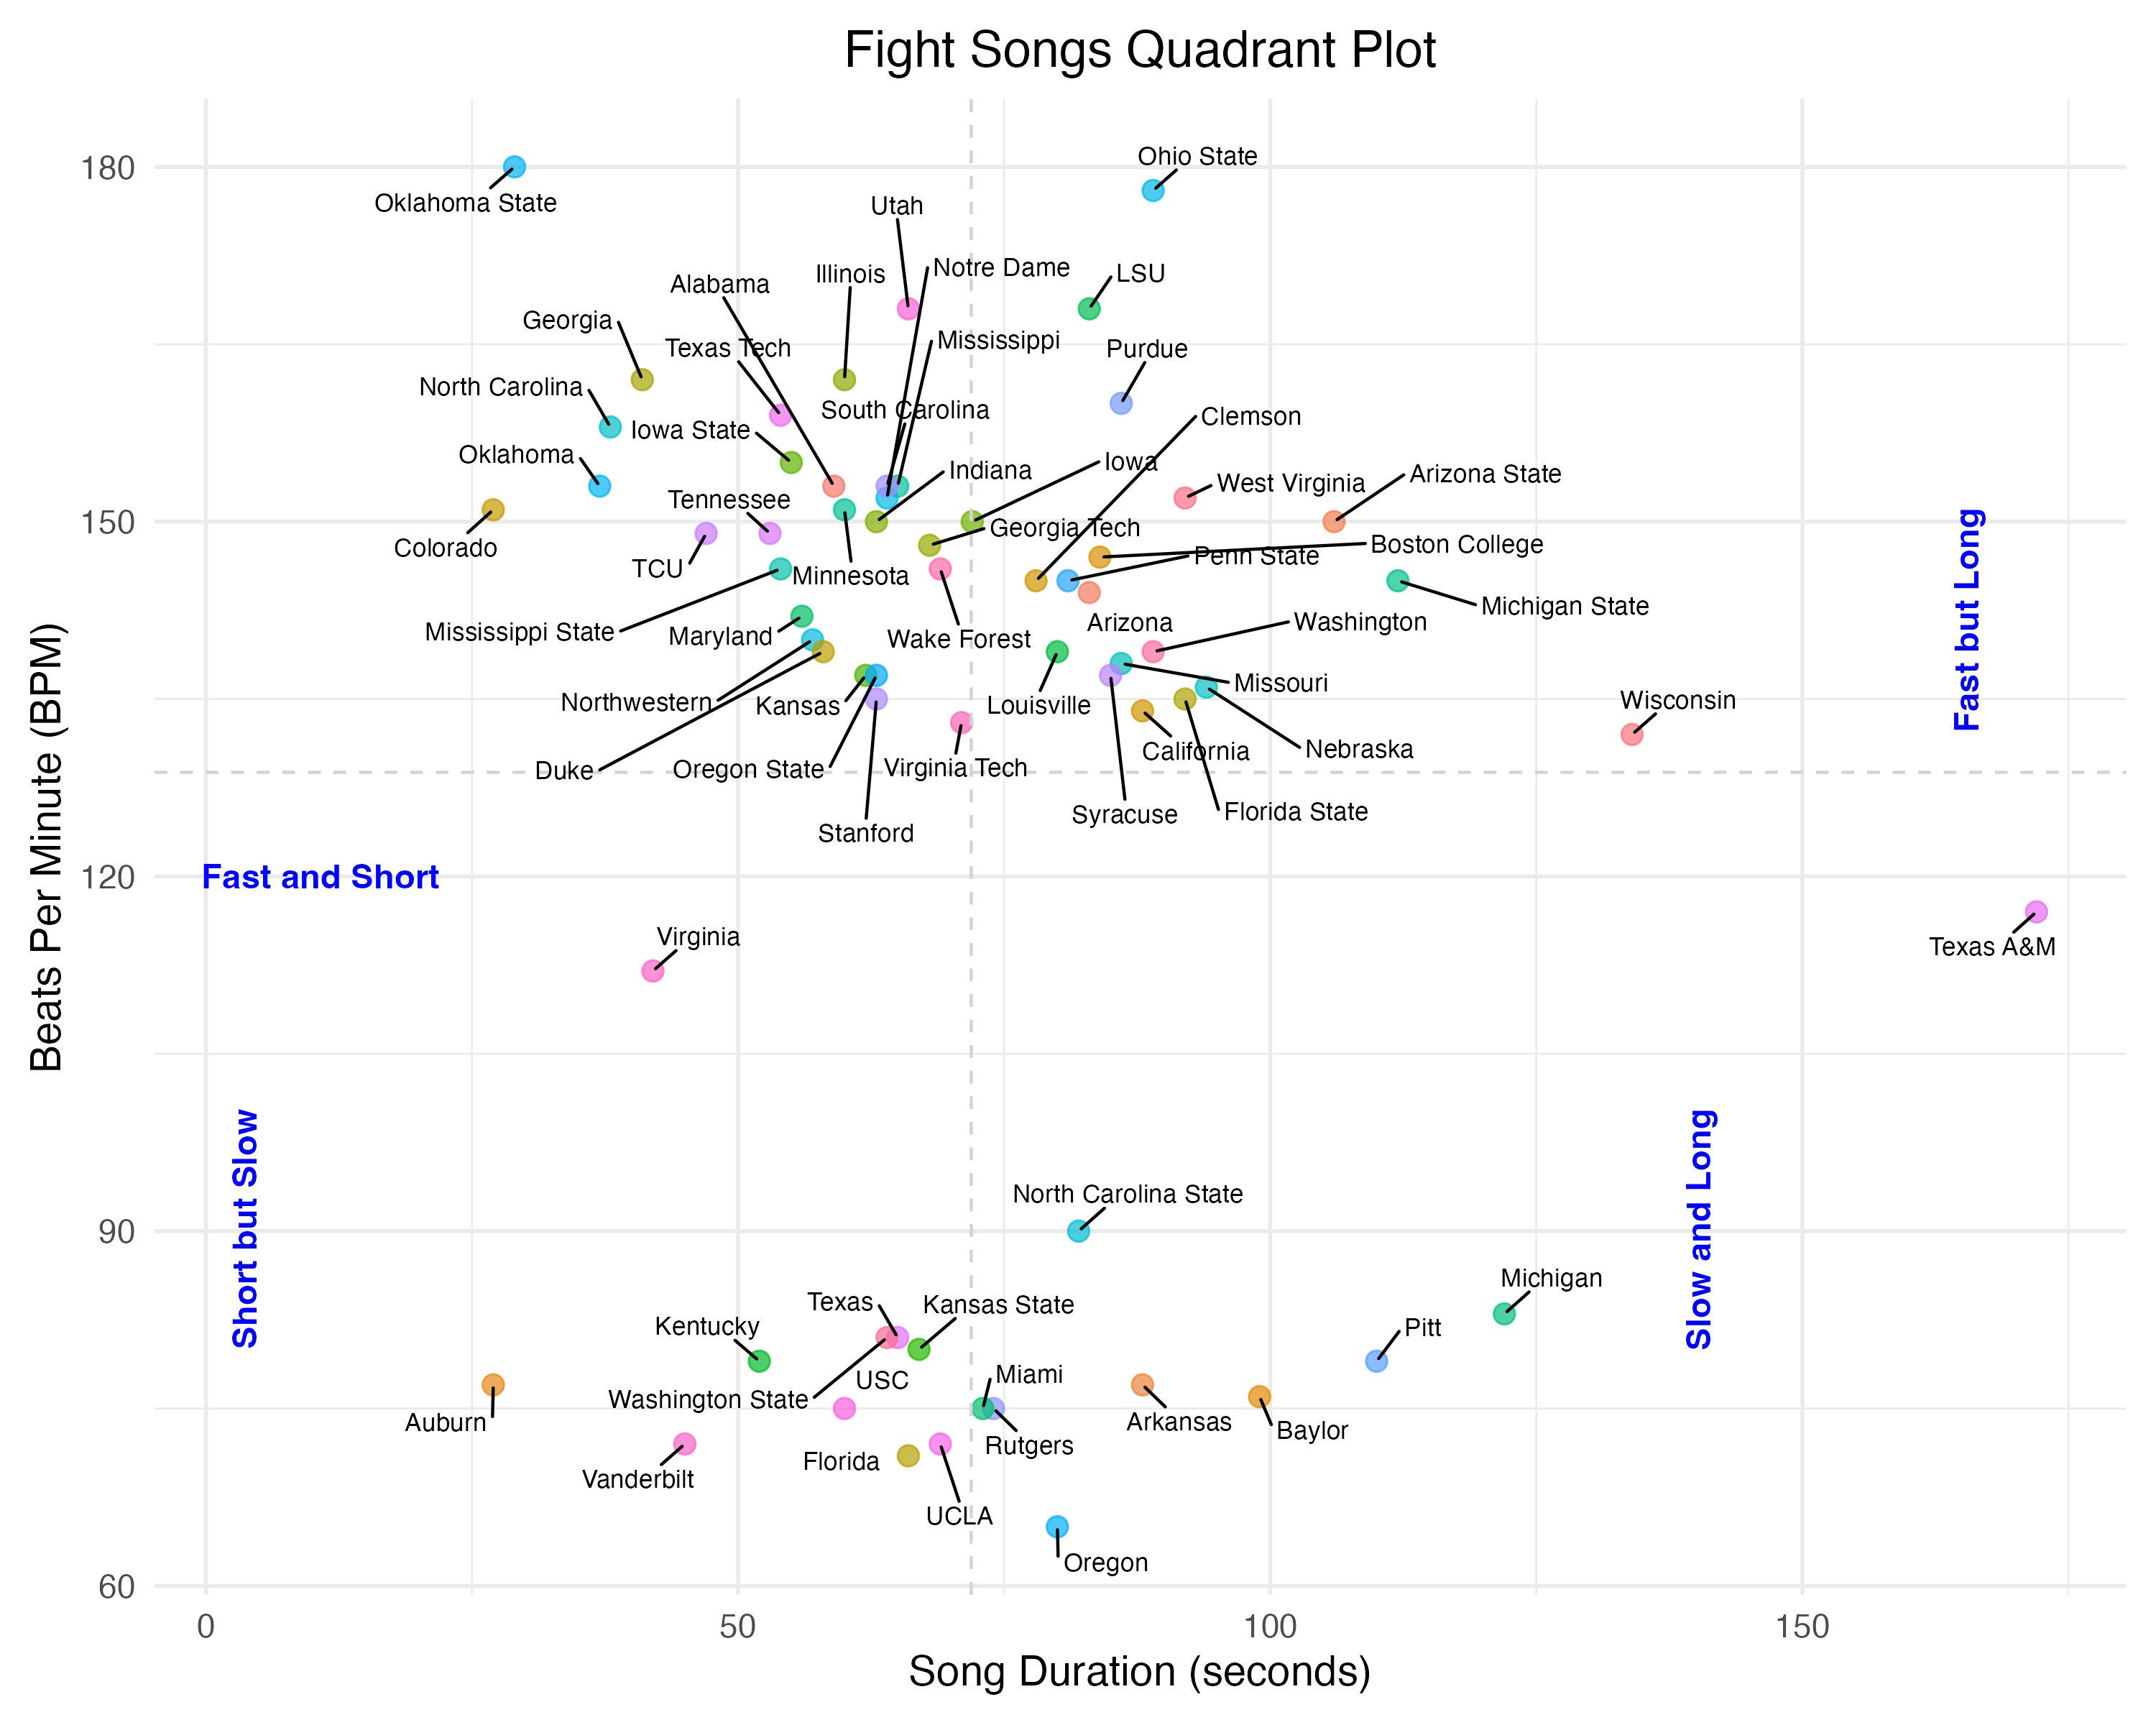 Fight Songs Quadrant Plot
180
Ohio State
Oklahoma State
Utah
Notre Dame
LSU
Illinois
Alabama
Georgia
Mississippi
Texas Tech
Purdue
North Carolina
South Carolina
Clemson
Iowa State
Oklahoma
Iowa
Indiana
Arizona State
West Virginia
Tennessee
150
Georgia Tech
Boston College
Colorado
Penn State
TCU
Minnesota
Michigan State
Arizona
Washington
Mississippi State
Maryland
Wake Forest
Fast but Long
Missouri
Wisconsin
Northwestern
Kansas
Louisville
California
Nebraska
Duke
Oregon State
Virginia Tech
Syracuse
Florida State
Stanford
Beats Per Minute (BPM)
120
Fast and Short
Virginia
Texas A&M
Short but Slow
Slow and Long
North Carolina State
90
Michigan
Texas
Kansas State
Kentucky
Pitt
USC
Miami
Washington State
Auburn
Arkansas
Baylor
Rutgers
Florida
Vanderbilt
UCLA
Oregon
60
0
50
100
150
Song Duration (seconds)